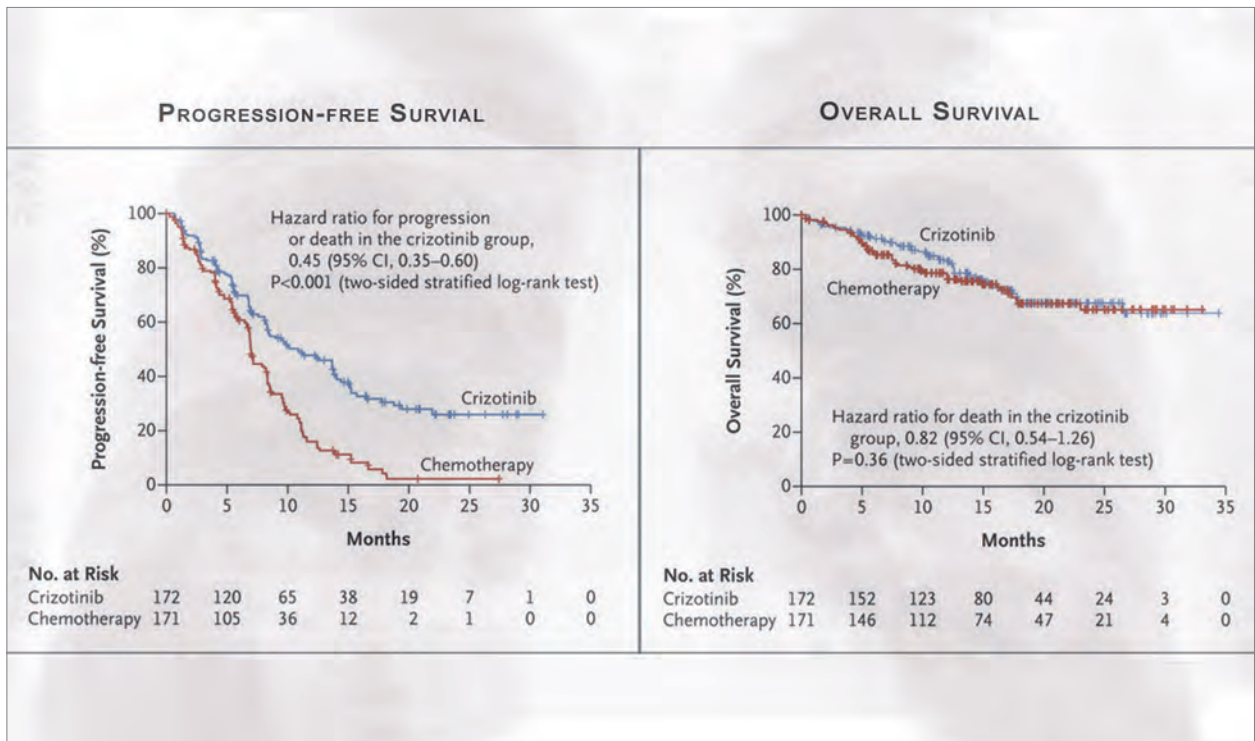 PROGRESSION-FREE SURVIAL
100
80
60
40
20
0
Progression-free Survival (%)
Hazard ratio for progression
or death in the crizotinib group,
0.45 (95% CI, 0.35–0.60)
P<0.001 (two-sided stratified log-rank test)
Crizotinib
Chemotherapy
0 5 10 15 20 25 30 35
Months
No. at Risk
Crizotinib 172 120 65 38 19 7 1 0
Chemotherapy 171 105 36 12 2 1 0 0
OVERALL SURVIVAL
100
80
60
40
20
0
Overall Survival (%)
Crizotinib
Chemotherapy
Hazard ratio for death in the crizotinib
group, 0.82 (95% CI, 0.54–1.26)
P=0.36 (two-sided stratified log-rank test)
0 5 10 15 20 25 30 35
Months
No. at Risk
Crizotinib 172 152 123 80 44 24 3 0
Chemotherapy 171 146 112 74 47 21 4 0